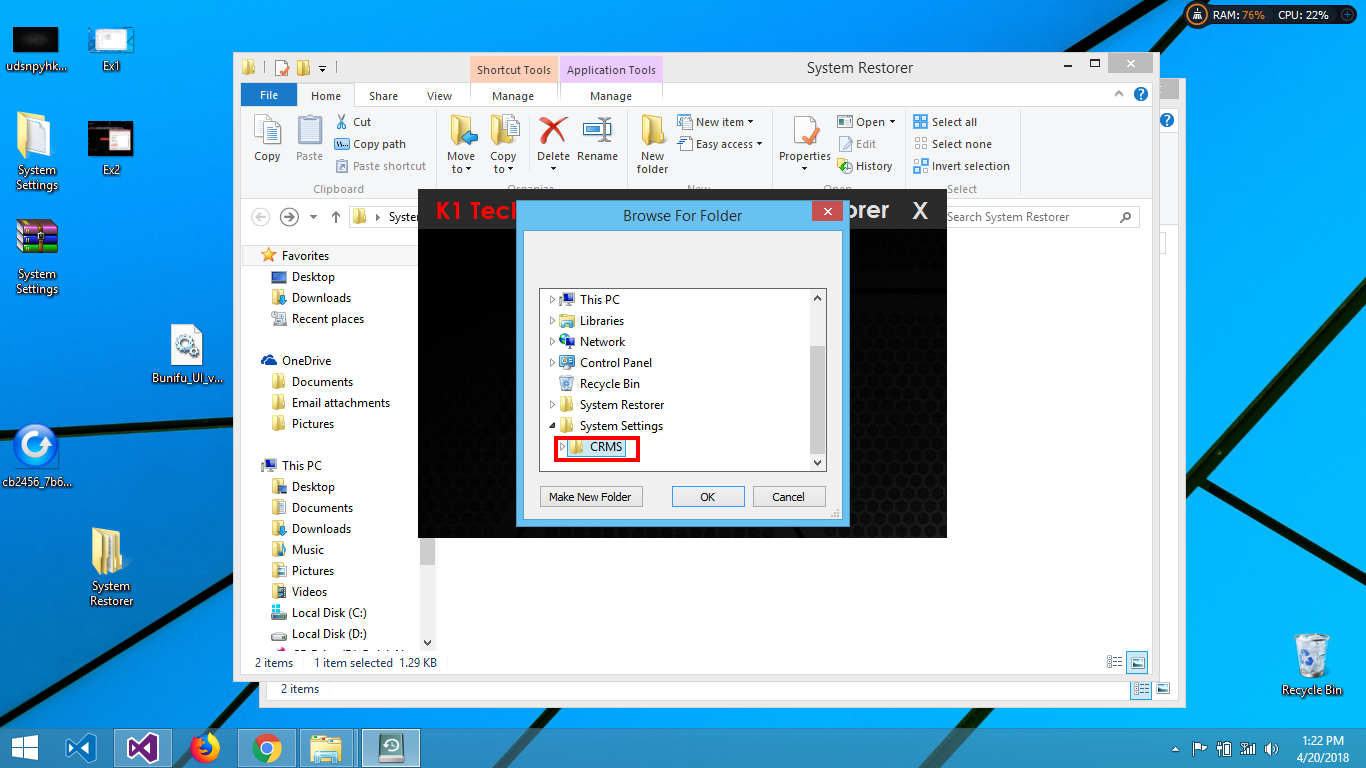 RAM: 76% CPU: 22%
udsnpyhk...
Ex1
System
Settings
Ex2
System
Settings
Bunifu_UI_v...
cb2456_7b6...
System
Restorer
Recycle Bin
Shortcut Tools
Application Tools
System Restorer
File
Home
Share
View
Manage
Manage
Copy
Paste
Cut
Copy path
Paste shortcut
Clipboard
Move
to
Copy
to
Delete
Rename
Organize
New
folder
New item
Easy access
New
Properties
Open
Edit
History
Open
Select all
Select none
Invert selection
Select
Search System Restorer
Favorites
Desktop
Downloads
Recent places
OneDrive
Documents
Email attachments
Pictures
This PC
Desktop
Documents
Downloads
Music
Pictures
Videos
Local Disk (C:)
Local Disk (D:)
2 items
1 item selected 1.29 KB
2 items
K1 Tech
orer X
Browse For Folder
This PC
Libraries
Network
Control Panel
Recycle Bin
System Restorer
System Settings
CRMS
Make New Folder
OK
Cancel
1:22 PM
4/20/2018